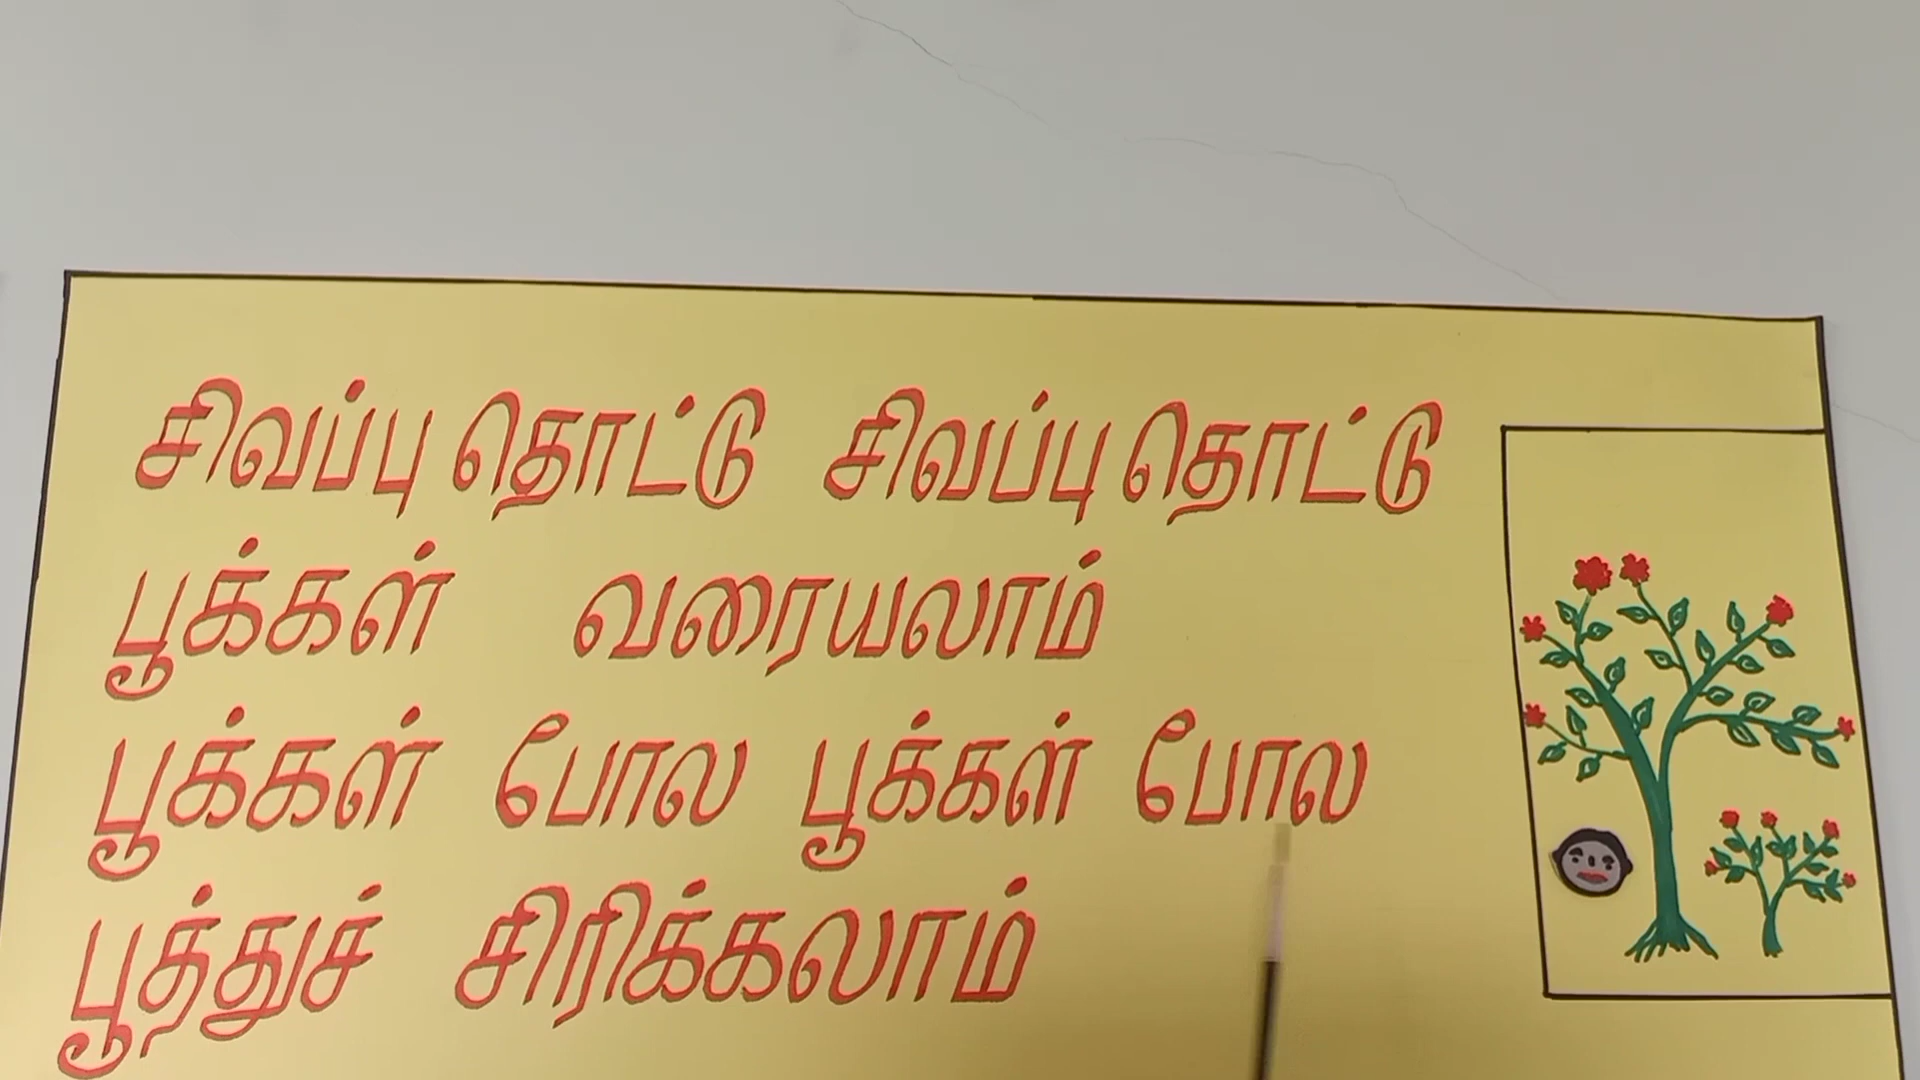 சிவப்பு தொட்டு சிவப்பு தொட்டு
பூக்கள் வரையலாம்
பூக்கள் போல பூக்கள் போல
பூத்துச் சிரிக்கலாம்